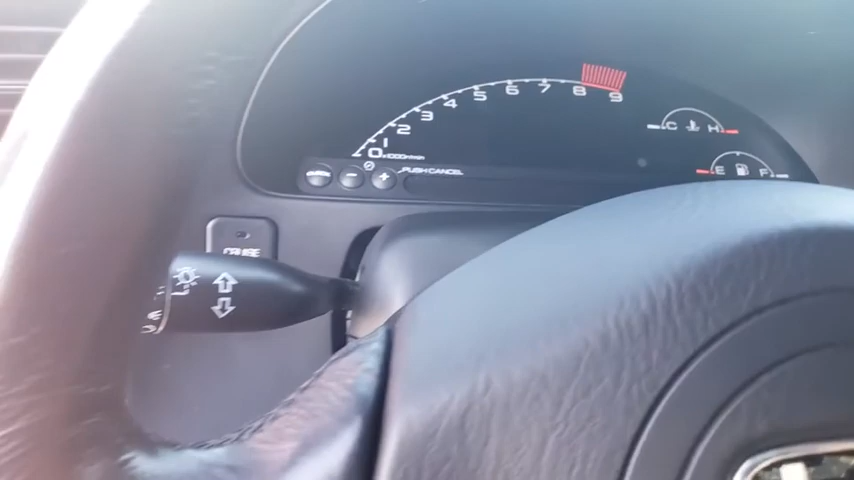 0 1 2 3 4 5 6 7 8 9
x1000r/min
C H
E F
- +
PUSH CANCEL
CRUISE